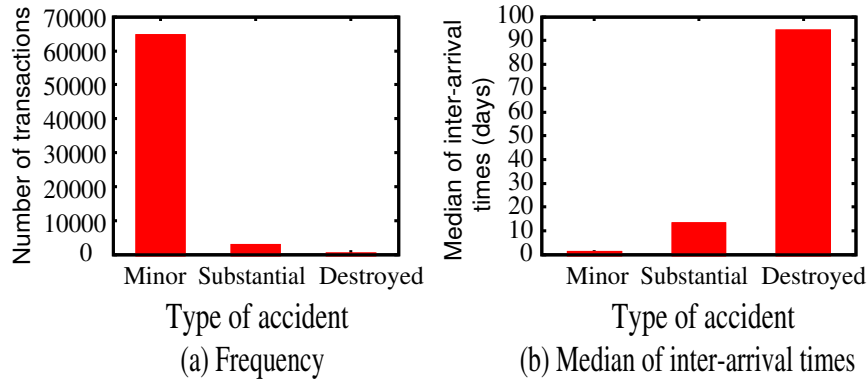 Number of transactions
70000
60000
50000
40000
30000
20000
10000
0
Minor Substantial Destroyed
Type of accident
(a) Frequency
Median of inter-arrival
times (days)
100
90
80
70
60
50
40
30
20
10
0
Minor Substantial Destroyed
Type of accident
(b) Median of inter-arrival times